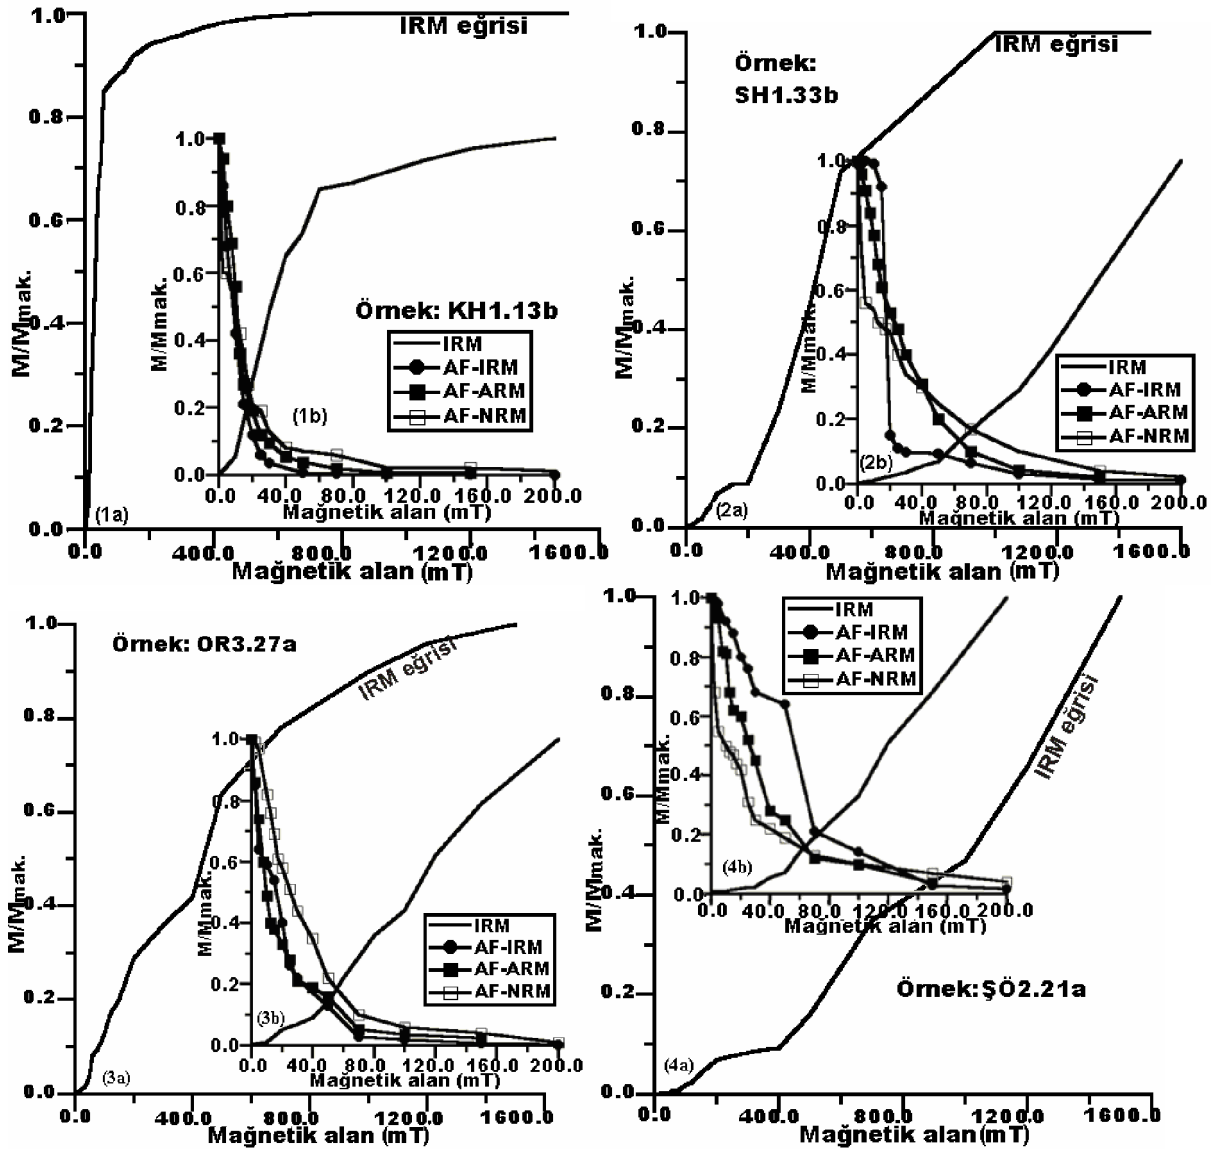 1.0
0.8
0.6
0.4
0.2
0.0
M/Mmak.
IRM eğrisi
1.0
0.8
0.6
0.4
0.2
0.0
M/Mmak.
Örnek: KH1.13b
IRM
AF-IRM
AF-ARM
AF-NRM
(1b)
0.0 40.0 80.0 120.0 160.0 200.0
Mağnetik alan (mT)
(1a)
0.0 400.0 800.0 1200.0 1600.0
Mağnetik alan (mT)
1.0
0.8
0.6
0.4
0.2
0.0
M/Mmak.
IRM eğrisi
Örnek:
SH1.33b
1.0
0.8
0.6
0.4
0.2
0.0
M/Mmak.
IRM
AF-IRM
AF-ARM
AF-NRM
(2b)
0.0 40.0 80.0 120.0 160.0 200.0
Mağnetik alan (mT)
(2a)
0.0 400.0 800.0 1200.0 1600.0
Mağnetik alan (mT)
1.0
0.8
0.6
0.4
0.2
0.0
M/Mmak.
Örnek: OR3.27a
IRM eğrisi
1.0
0.8
0.6
0.4
0.2
0.0
M/Mmak.
IRM
AF-IRM
AF-ARM
AF-NRM
(3b)
0.0 40.0 80.0 120.0 160.0 200.0
Mağnetik alan (mT)
(3a)
0.0 400.0 800.0 1200.0 1600.0
Mağnetik alan (mT)
1.0
0.8
0.6
0.4
0.2
0.0
M/Mmak.
1.0
0.8
0.6
0.4
0.2
0.0
M/Mmak.
IRM
AF-IRM
AF-ARM
AF-NRM
IRM eğrisi
(4b)
0.0 40.0 80.0 120.0 160.0 200.0
Mağnetik alan (mT)
Örnek:ŞÖ2.21a
(4a)
0.0 400.0 800.0 1200.0 1600.0
Mağnetik alan(mT)